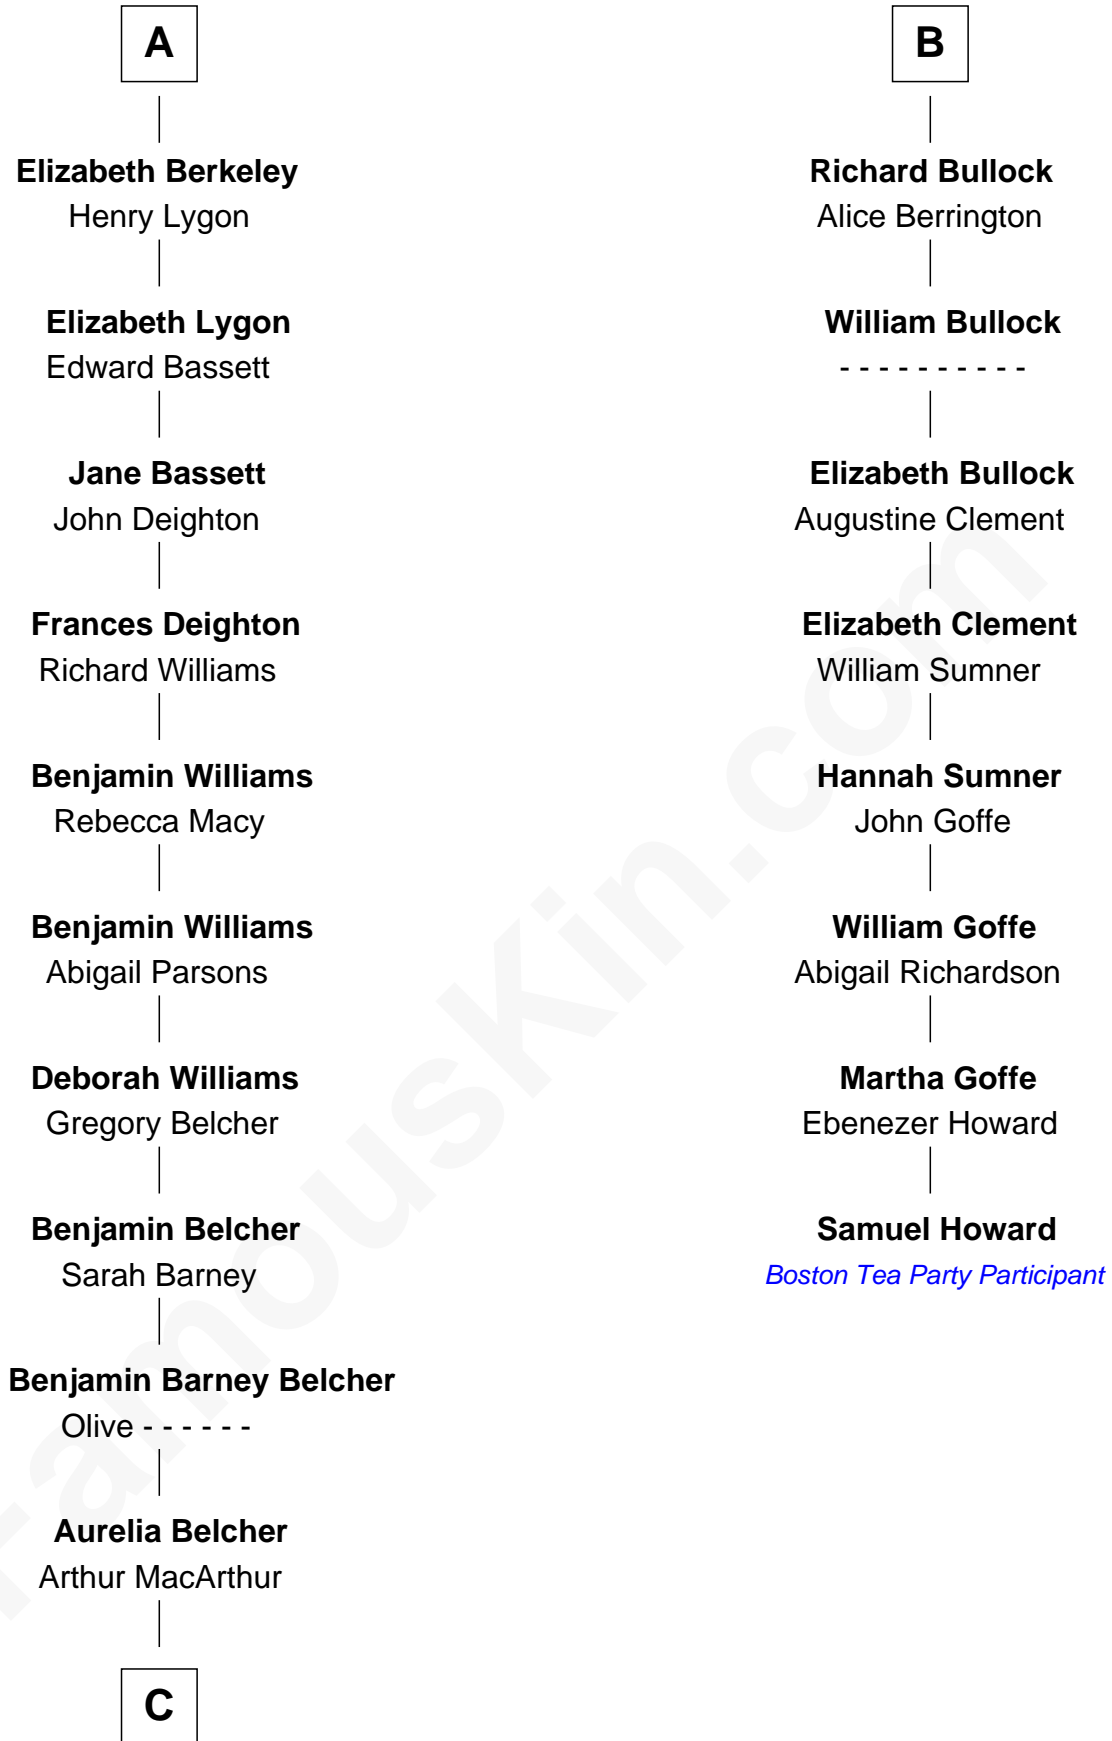 A
Elizabeth Berkeley
Henry Lygon
Elizabeth Lygon
Edward Bassett
Jane Bassett
John Deighton
Frances Deighton
Richard Williams
Benjamin Williams
Rebecca Macy
Benjamin Williams
Abigail Parsons
Deborah Williams
Gregory Belcher
Benjamin Belcher
Sarah Barney
Benjamin Barney Belcher
Olive - - - - - -
Aurelia Belcher
Arthur MacArthur
C
B
Richard Bullock
Alice Berrington
William Bullock
- - - - - - - - - -
Elizabeth Bullock
Augustine Clement
Elizabeth Clement
William Sumner
Hannah Sumner
John Goffe
William Goffe
Abigail Richardson
Martha Goffe
Ebenezer Howard
Samuel Howard
Boston Tea Party Participant
FamousKin.com